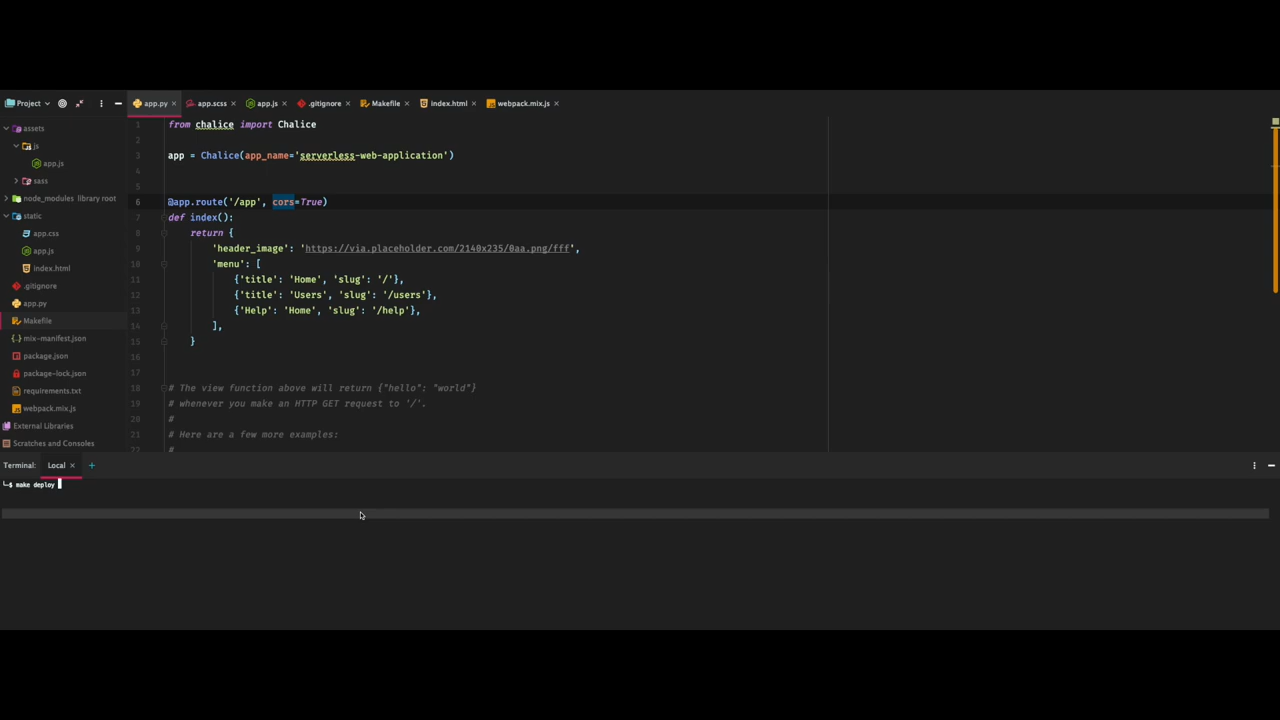 Project
app.py
app.scss
app.js
.gitignore
Makefile
index.html
webpack.mix.js
assets
js
app.js
sass
node_modules library root
static
app.css
app.js
index.html
.gitignore
app.py
Makefile
mix-manifest.json
package.json
package-lock.json
requirements.txt
webpack.mix.js
External Libraries
Scratches and Consoles
1 from chalice import Chalice
2
3 app = Chalice(app_name='serverless-web-application')
4
5
6 @app.route('/app', cors=True)
7 def index():
8 return {
9 'header_image': 'https://via.placeholder.com/2140x235/0aa.png/fff',
10 'menu': [
11 {'title': 'Home', 'slug': '/'},
12 {'title': 'Users', 'slug': '/users'},
13 {'Help': 'Home', 'slug': '/help'},
14 ],
15 }
16
17
18 # The view function above will return {"hello": "world"}
19 # whenever you make an HTTP GET request to '/'.
20 #
21 # Here are a few more examples:
22 #
Terminal: Local
$ make deploy